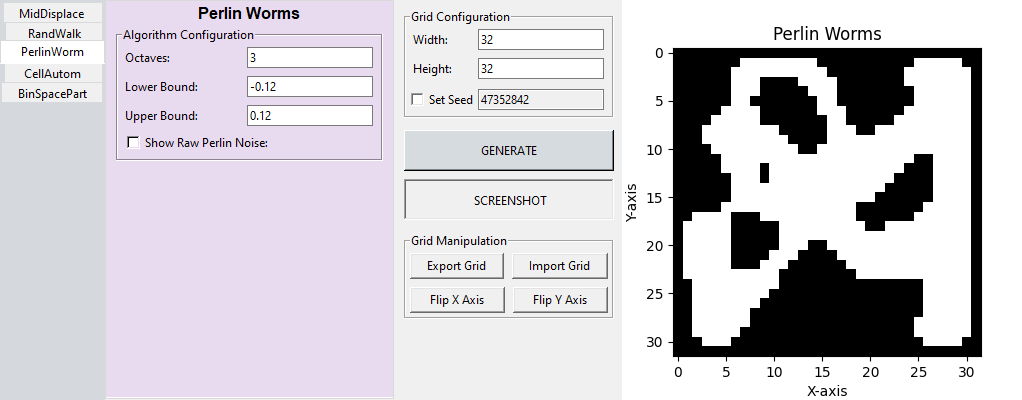 MidDisplace
RandWalk
PerlinWorm
CellAutom
BinSpacePart
Perlin Worms
Algorithm Configuration
Octaves: 3
Lower Bound: -0.12
Upper Bound: 0.12
Show Raw Perlin Noise:
Grid Configuration
Width: 32
Height: 32
Set Seed 47352842
GENERATE
SCREENSHOT
Grid Manipulation
Export Grid Import Grid
Flip X Axis Flip Y Axis
Perlin Worms
Y-axis
0
5
10
15
20
25
30
0 5 10 15 20 25 30
X-axis